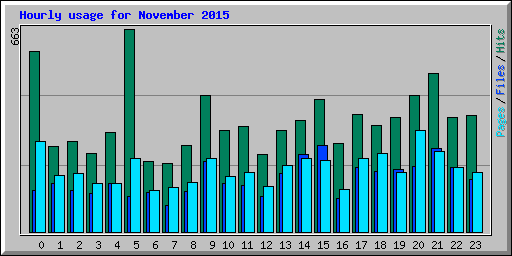 Hourly usage for November 2015
663
Pages/Files/Hits
0 1 2 3 4 5 6 7 8 9 10 11 12 13 14 15 16 17 18 19 20 21 22 23